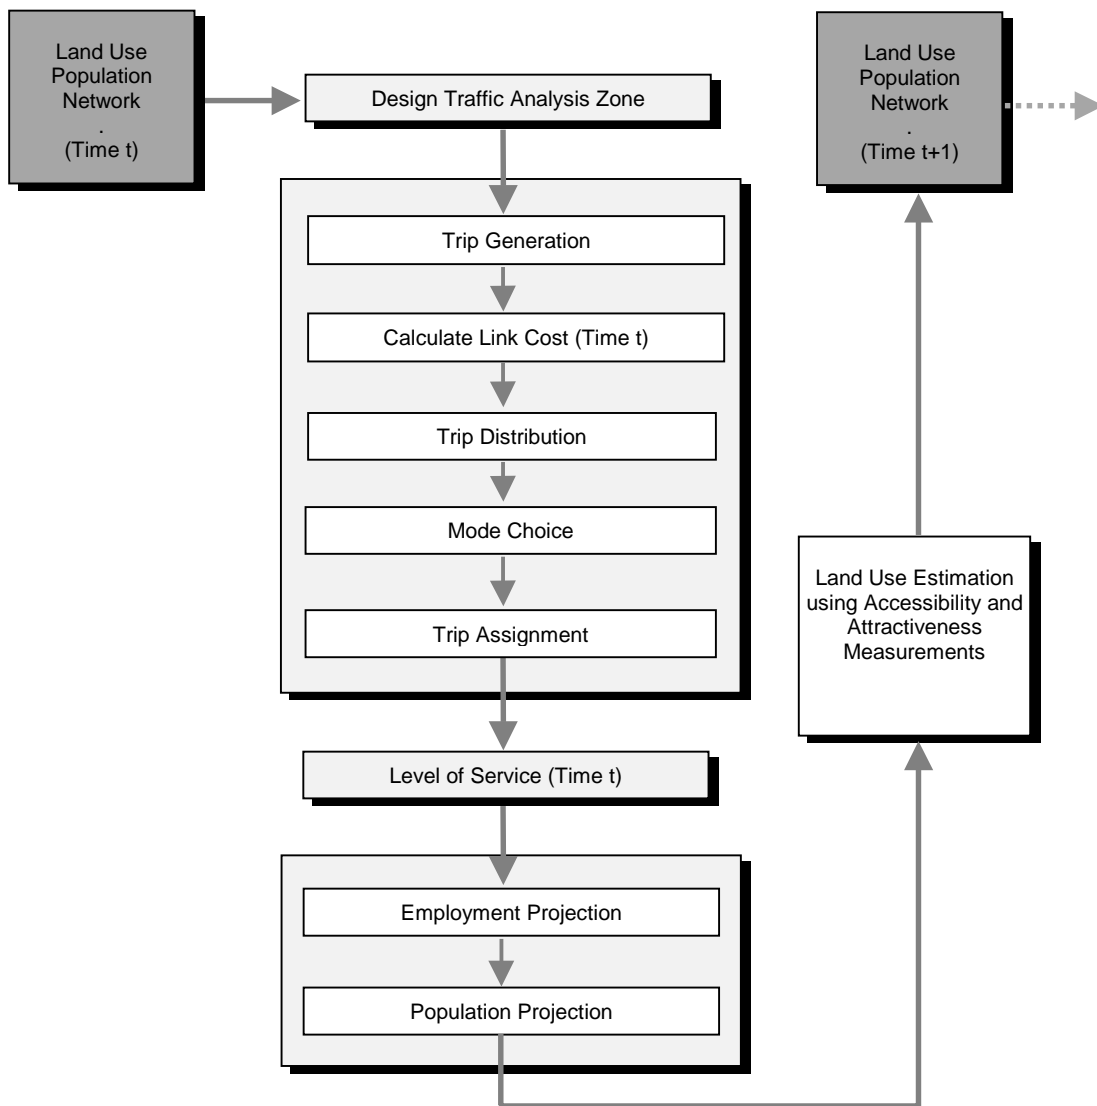 Land Use
Population
Network
.
(Time t)
Design Traffic Analysis Zone
Trip Generation
Calculate Link Cost (Time t)
Trip Distribution
Mode Choice
Trip Assignment
Level of Service (Time t)
Employment Projection
Population Projection
Land Use Estimation
using Accessibility and
Attractiveness
Measurements
Land Use
Population
Network
.
(Time t+1)